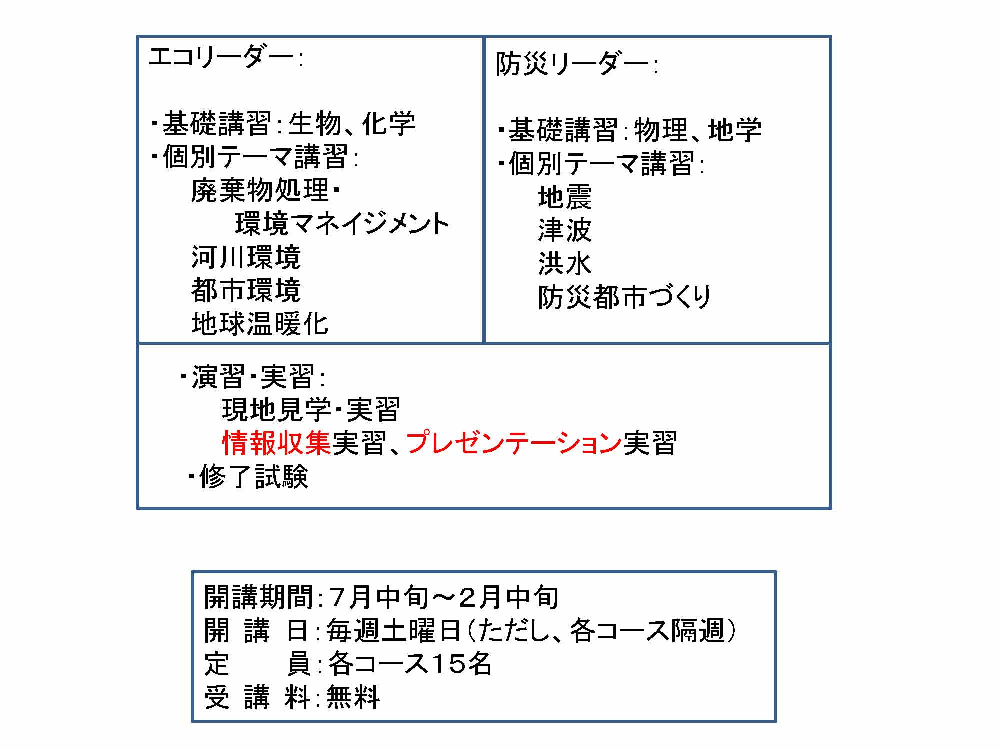 エコリーダー：
・基礎講習：生物、化学
・個別テーマ講習：
廃棄物処理・
環境マネイジメント
河川環境
都市環境
地球温暖化
防災リーダー：
・基礎講習：物理、地学
・個別テーマ講習：
地震
津波
洪水
防災都市づくり
・演習・実習：
現地見学・実習
情報収集実習、プレゼンテーション実習
・修了試験
開講期間：７月中旬～２月中旬
開　講　日：毎週土曜日（ただし、各コース隔週）
定　　　員：各コース１５名
受　講　料：無料